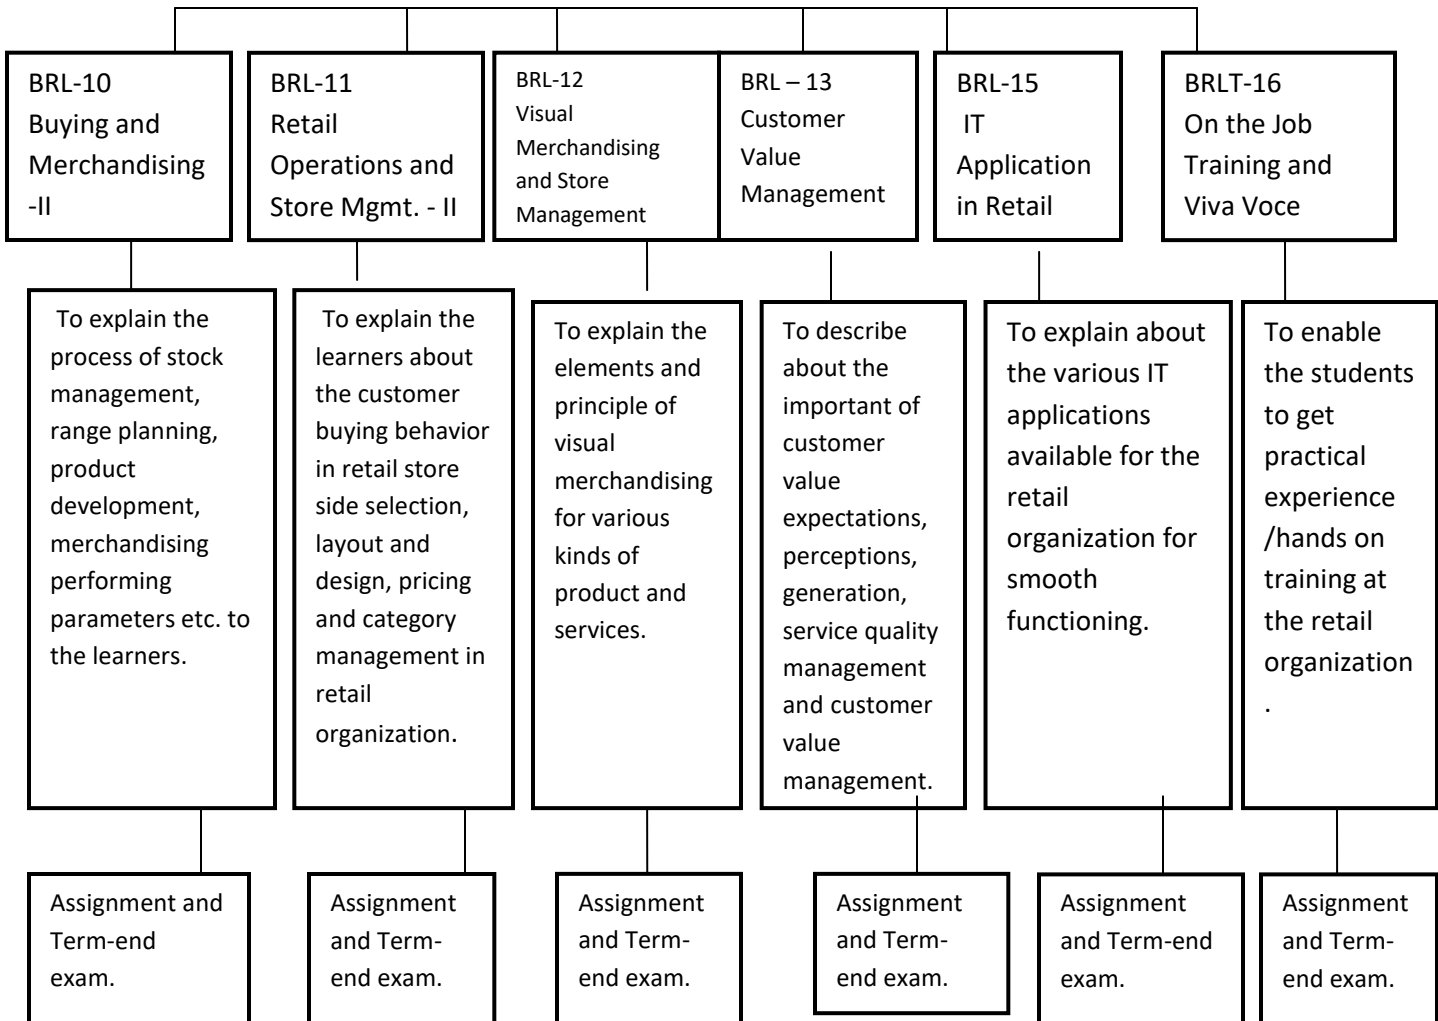 BRL-10
Buying and
Merchandising
-II
BRL-11
Retail
Operations and
Store Mgmt. - II
BRL-12
Visual
Merchandising
and Store
Management
BRL – 13
Customer
Value
Management
BRL-15
IT
Application
in Retail
BRLT-16
On the Job
Training and
Viva Voce
To explain the
process of stock
management,
range planning,
product
development,
merchandising
performing
parameters etc. to
the learners.
To explain the
learners about
the customer
buying behavior
in retail store
side selection,
layout and
design, pricing
and category
management in
retail
organization.
To explain the
elements and
principle of
visual
merchandising
for various
kinds of
product and
services.
To describe
about the
important of
customer
value
expectations,
perceptions,
generation,
service quality
management
and customer
value
management.
To explain about
the various IT
applications
available for the
retail
organization for
smooth
functioning.
To enable
the students
to get
practical
experience
/hands on
training at
the retail
organization
.
Assignment and
Term-end
exam.
Assignment
and Term-
end exam.
Assignment
and Term-
end exam.
Assignment
and Term-
end exam.
Assignment
and Term-end
exam.
Assignment
and Term-
end exam.